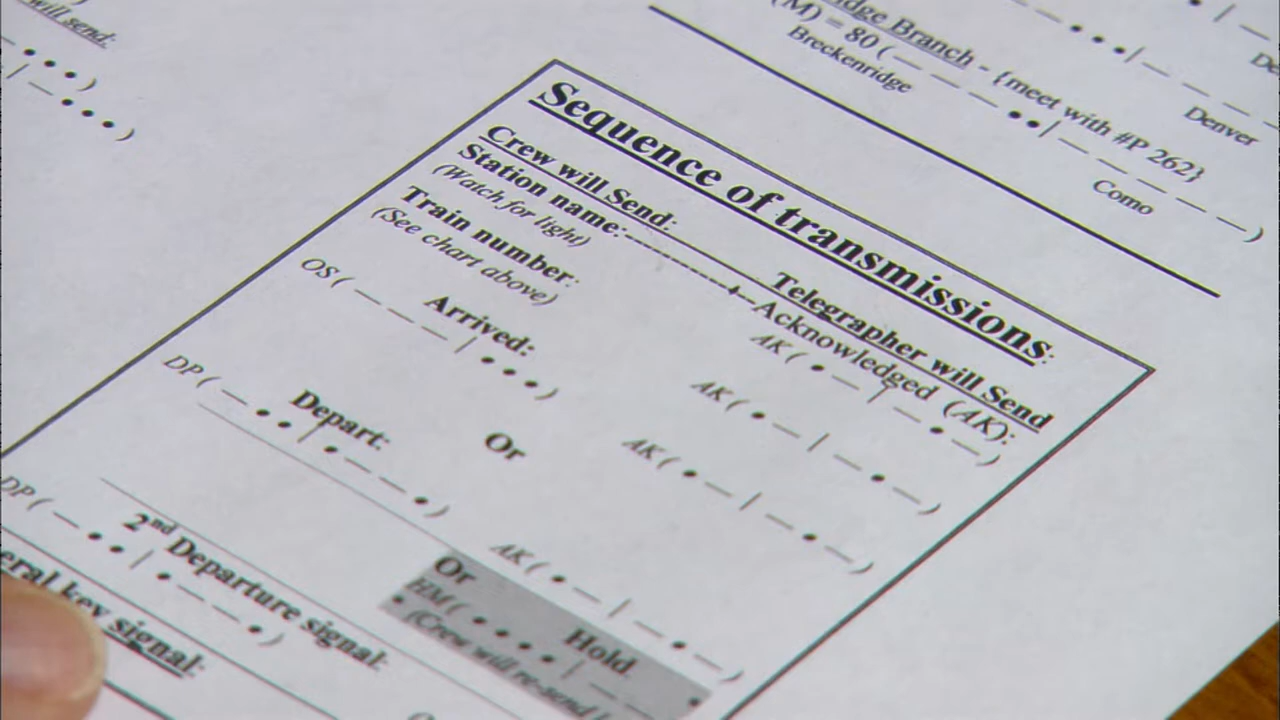 will send:
• • • • )
| — • • • • )
idge Branch - {meet with #P 262}
(M) = 80 ( — — — — • • | — — — — — )
Breckenridge
Como
Denver
Sequence of transmissions:
Crew will Send:
Telegrapher will Send
Station name:
Acknowledged (AK):
(Watch for light)
AK ( • — | — • — )
Train number:
(See chart above)
AK ( • — | — • — )
Arrived:
OS ( — — — | • • • )
AK ( • — | — • — )
Depart:
Or
DP ( — • • | • — — • )
AK ( • — | — • — )
2nd Departure signal:
DP ( — • • | • — — • )
Or
Hold
HM ( • • • • | — —
(Crew will re-send
eral key signal: